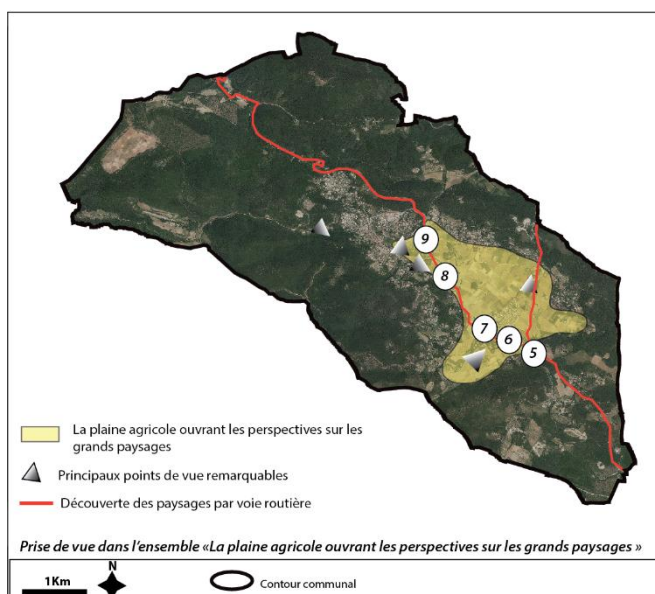 9
8
7
6
5
La plaine agricole ouvrant les perspectives sur les
grands paysages
Principaux points de vue remarquables
Découverte des paysages par voie routière
Prise de vue dans l'ensemble «La plaine agricole ouvrant les perspectives sur les grands paysages »
1Km
N
Contour communal